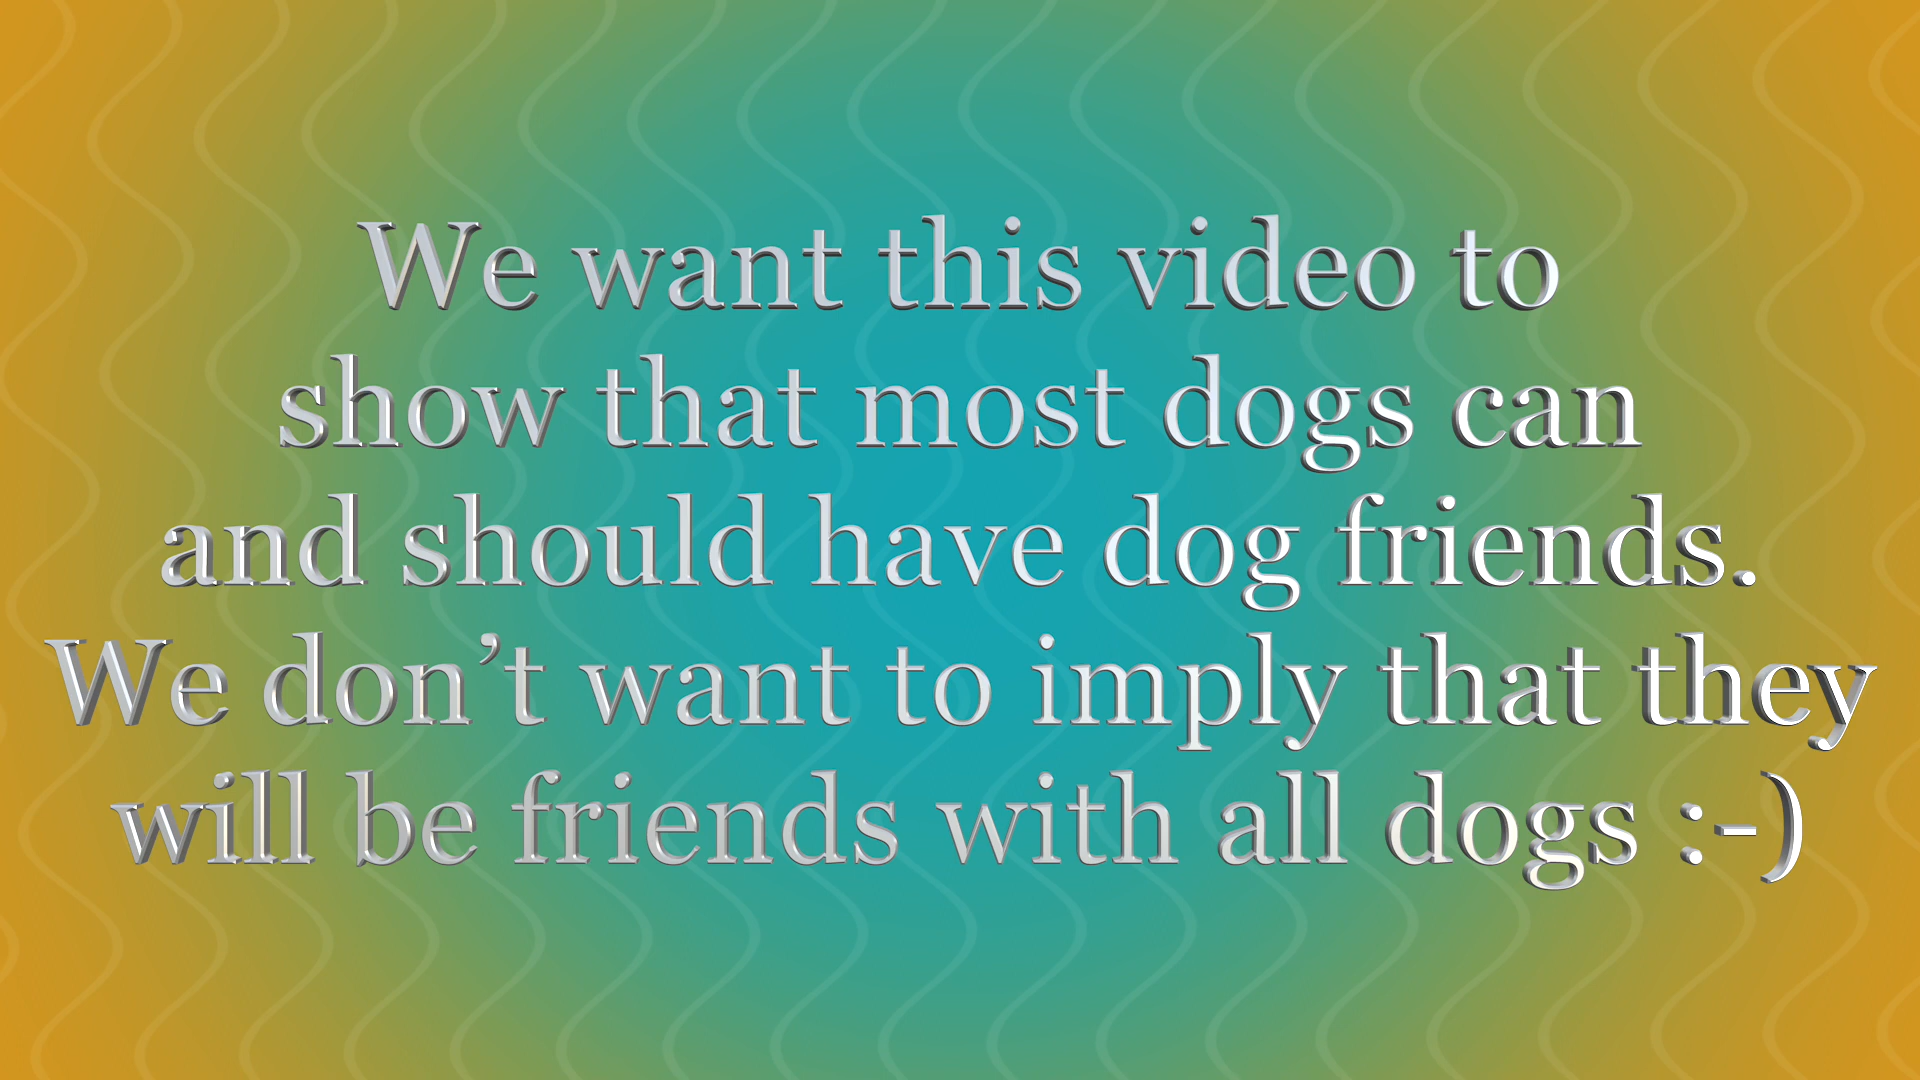 We want this video to
show that most dogs can
and should have dog friends.
We don’t want to imply that they
will be friends with all dogs :-)